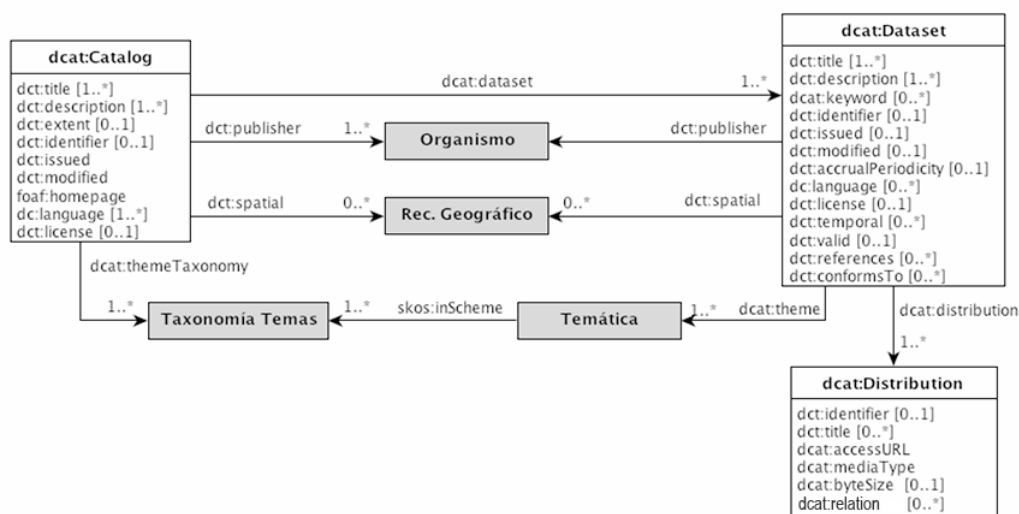 dcat:Catalog
dct:title [1..*]
dct:description [1..*]
dct:extent [0..1]
dct:identifier [0..1]
dct:issued
dct:modified
foaf:homepage
dc:language [1..*]
dct:license [0..1]
dcat:dataset
1..*
dct:publisher
1..*
Organismo
dct:publisher
dct:spatial
0..*
Rec. Geográfico
0..*
dct:spatial
dcat:Dataset
dct:title [1..*]
dct:description [1..*]
dcat:keyword [0..*]
dct:identifier [0..1]
dct:issued [0..1]
dct:modified [0..1]
dct:accrualPeriodicity [0..1]
dc:language [0..*]
dct:license [0..1]
dct:temporal [0..*]
dct:valid [0..1]
dct:references [0..*]
dct:conformsTo [0..*]
dcat:themeTaxonomy
1..*
Taxonomía Temas
1..*
skos:inScheme
Temática
1..*
dcat:theme
dcat:distribution
1..*
dcat:Distribution
dct:identifier [0..1]
dct:title [0..*]
dcat:accessURL
dcat:mediaType
dcat:byteSize [0..1]
dcat:relation [0..*]